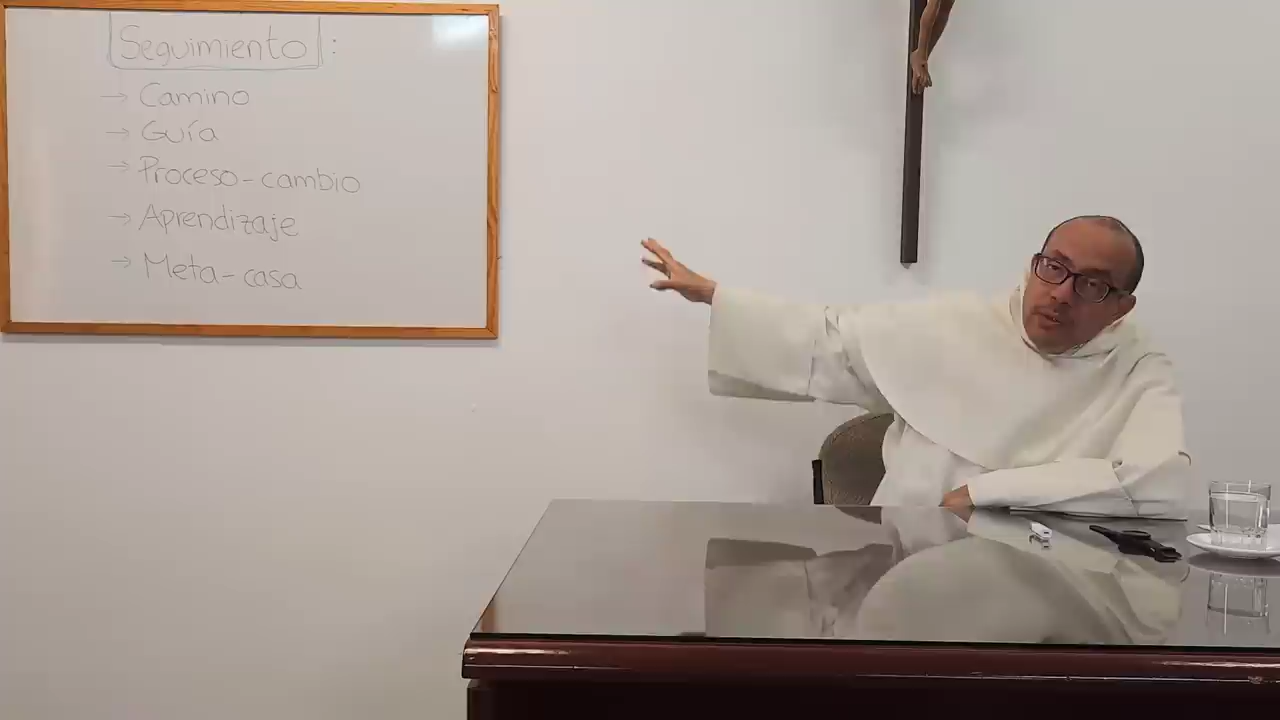 Seguimiento :
→ Camino
→ Guía
→ Proceso-cambio
→ Aprendizaje
→ Meta-casa